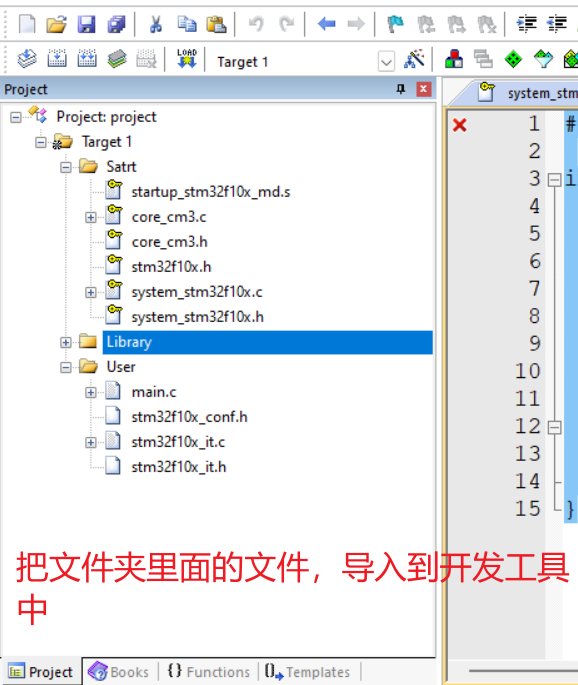 LOAD
Target 1
Project
Project: project
Target 1
Satrt
startup_stm32f10x_md.s
core_cm3.c
core_cm3.h
stm32f10x.h
system_stm32f10x.c
system_stm32f10x.h
Library
User
main.c
stm32f10x_conf.h
stm32f10x_it.c
stm32f10x_it.h
把文件夹里面的文件，导入到开发工具
中
Project
Books
{} Functions
0 Templates
system_stm
1 #
2
3 i
4
5
6
7
8
9
10
11
12
13
14
15 }